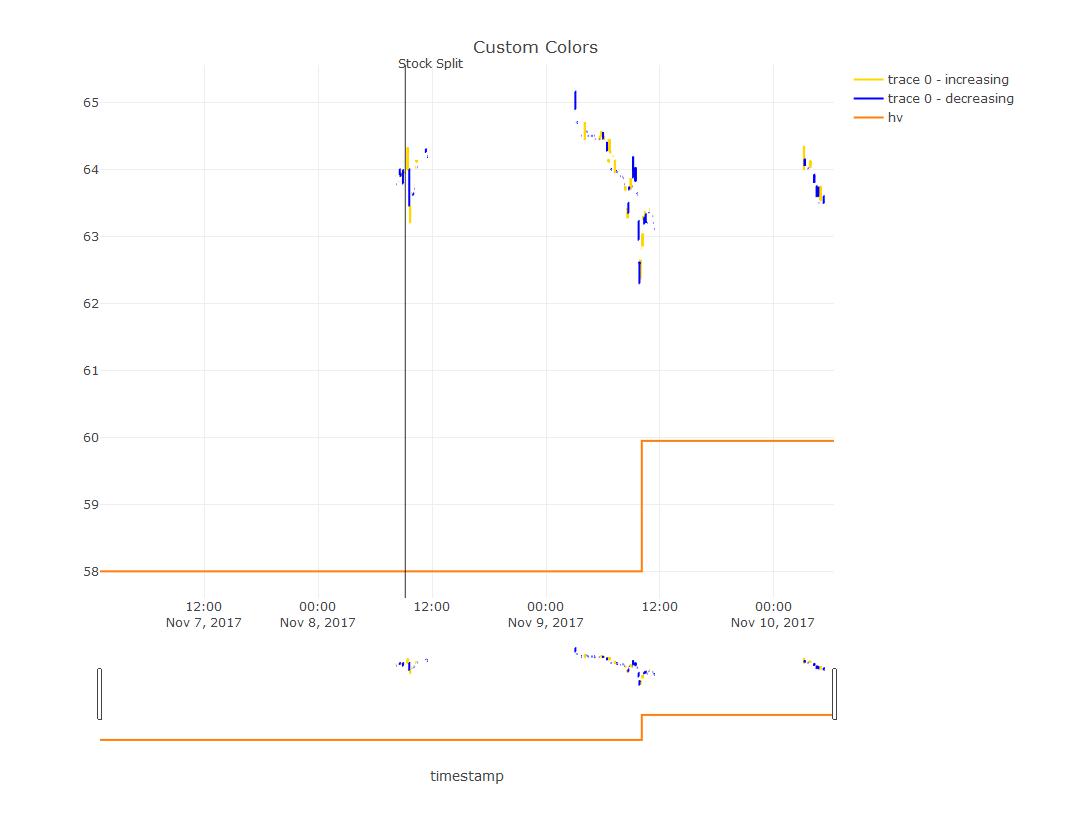 Custom Colors
Stock Split
trace 0 - increasing
trace 0 - decreasing
hv
65
64
63
62
61
60
59
58
12:00
Nov 7, 2017
00:00
Nov 8, 2017
12:00
00:00
Nov 9, 2017
12:00
00:00
Nov 10, 2017
timestamp